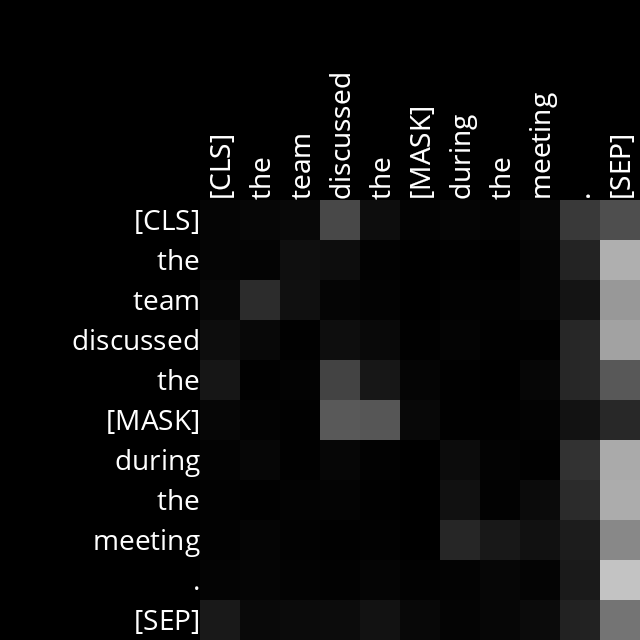 [CLS]
the
team
discussed
the
[MASK]
during
the
meeting
.
[SEP]
[CLS]
the
team
discussed
the
[MASK]
during
the
meeting
.
[SEP]